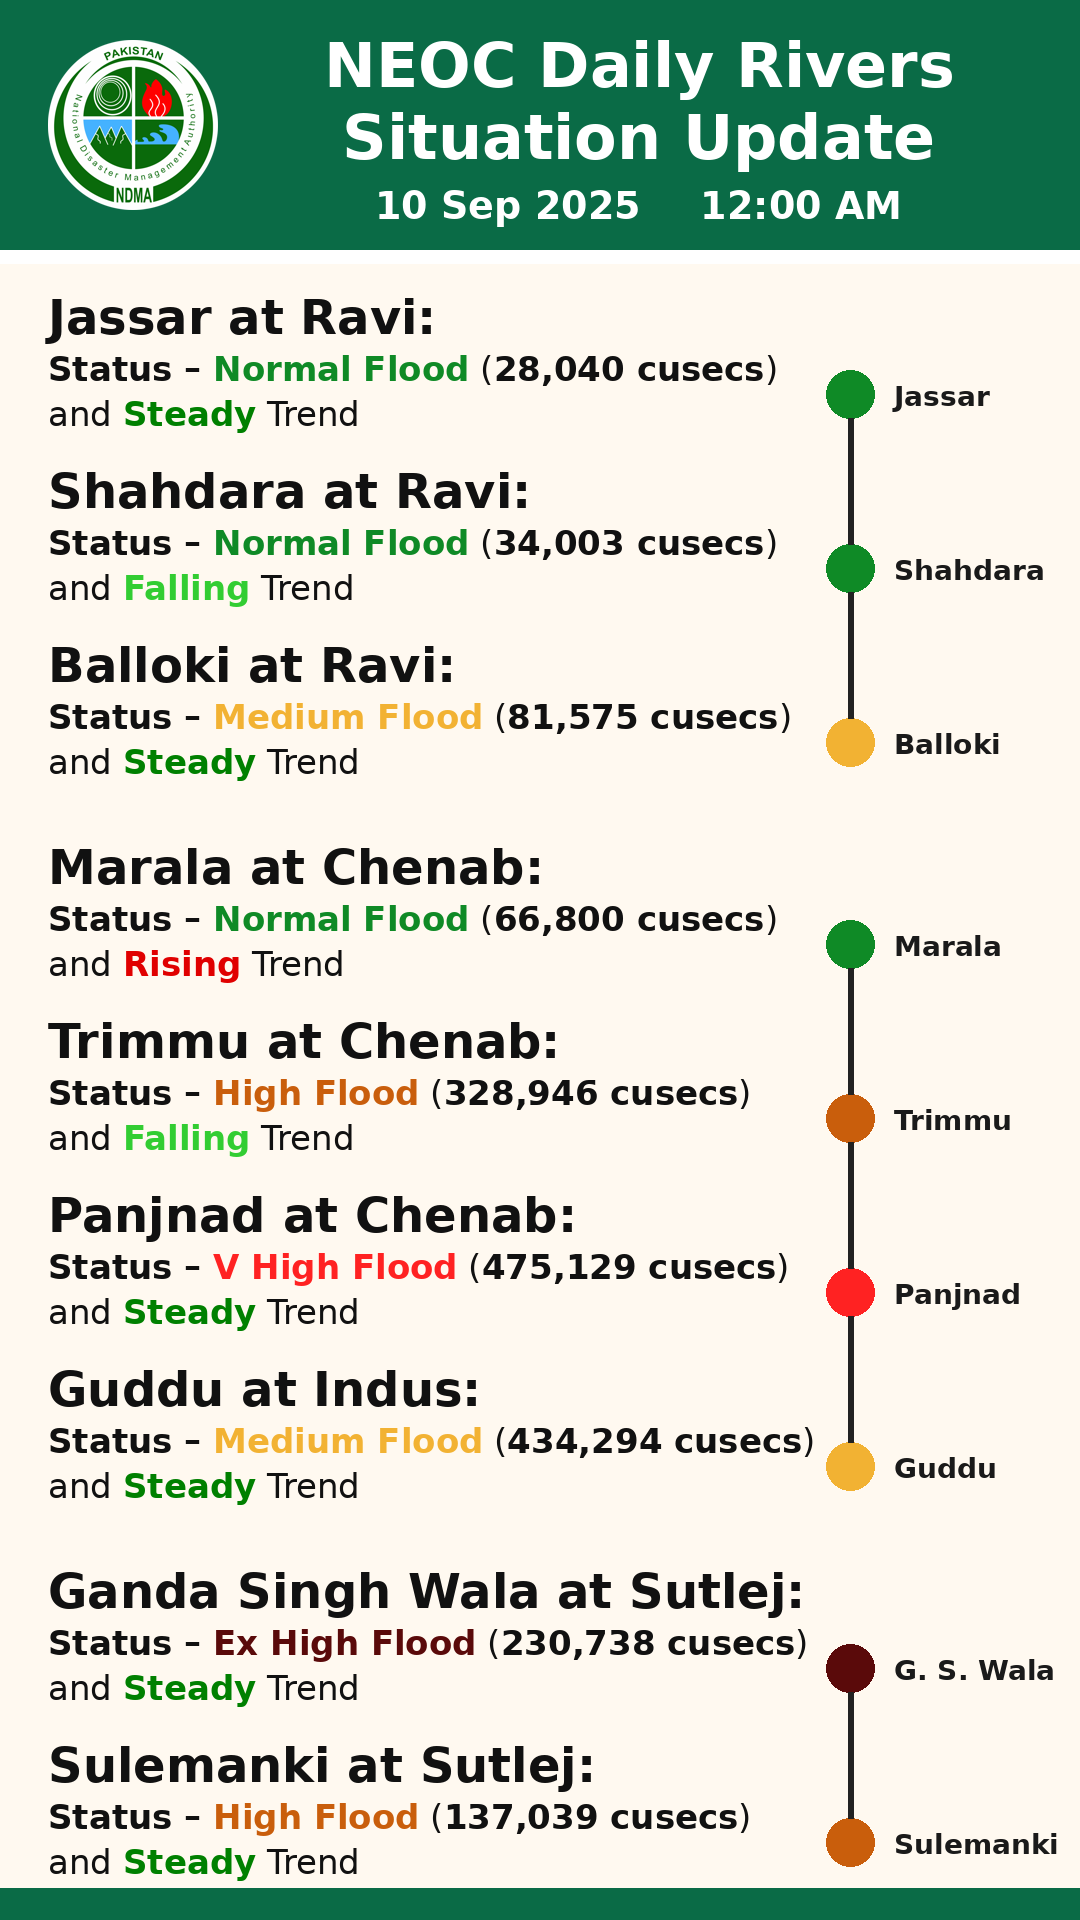 PAKISTAN
National Disaster Management Authority
NDMA
NEOC Daily Rivers
Situation Update
10 Sep 2025 12:00 AM
Jassar at Ravi:
Status – Normal Flood (28,040 cusecs)
and Steady Trend
Jassar
Shahdara at Ravi:
Status – Normal Flood (34,003 cusecs)
and Falling Trend
Shahdara
Balloki at Ravi:
Status – Medium Flood (81,575 cusecs)
and Steady Trend
Balloki
Marala at Chenab:
Status – Normal Flood (66,800 cusecs)
and Rising Trend
Marala
Trimmu at Chenab:
Status – High Flood (328,946 cusecs)
and Falling Trend
Trimmu
Panjnad at Chenab:
Status – V High Flood (475,129 cusecs)
and Steady Trend
Panjnad
Guddu at Indus:
Status – Medium Flood (434,294 cusecs)
and Steady Trend
Guddu
Ganda Singh Wala at Sutlej:
Status – Ex High Flood (230,738 cusecs)
and Steady Trend
G. S. Wala
Sulemanki at Sutlej:
Status – High Flood (137,039 cusecs)
and Steady Trend
Sulemanki